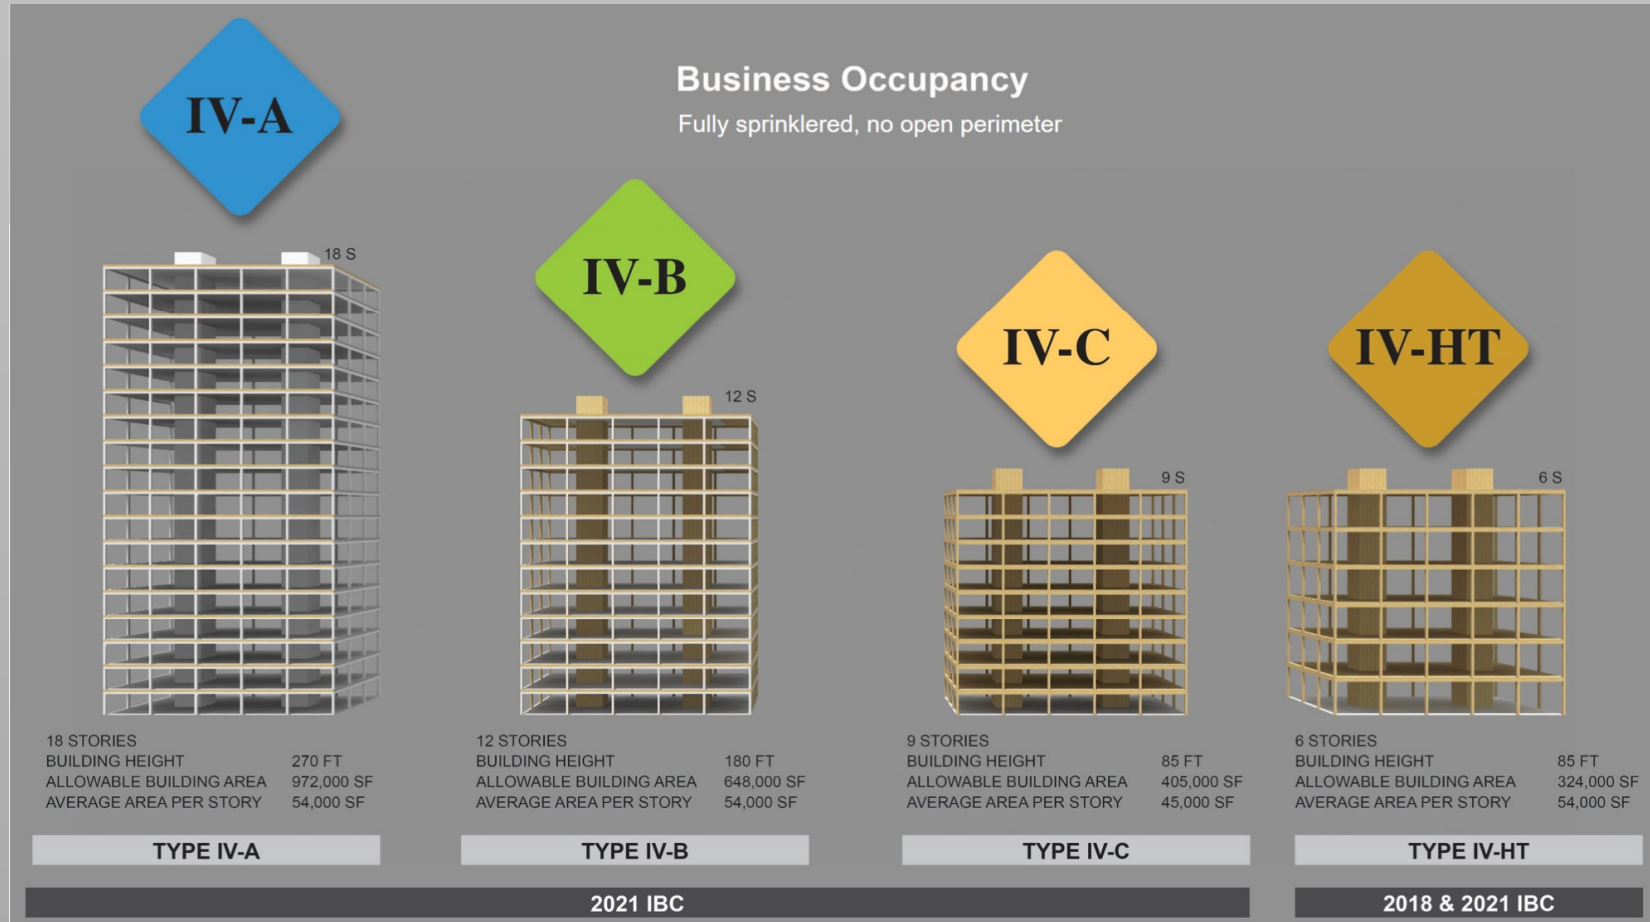 Business Occupancy
Fully sprinklered, no open perimeter
IV-A
18 S
18 STORIES
BUILDING HEIGHT 270 FT
ALLOWABLE BUILDING AREA 972,000 SF
AVERAGE AREA PER STORY 54,000 SF
TYPE IV-A
IV-B
12 S
12 STORIES
BUILDING HEIGHT 180 FT
ALLOWABLE BUILDING AREA 648,000 SF
AVERAGE AREA PER STORY 54,000 SF
TYPE IV-B
IV-C
9 S
9 STORIES
BUILDING HEIGHT 85 FT
ALLOWABLE BUILDING AREA 405,000 SF
AVERAGE AREA PER STORY 45,000 SF
TYPE IV-C
IV-HT
6 S
6 STORIES
BUILDING HEIGHT 85 FT
ALLOWABLE BUILDING AREA 324,000 SF
AVERAGE AREA PER STORY 54,000 SF
TYPE IV-HT
2021 IBC
2018 & 2021 IBC